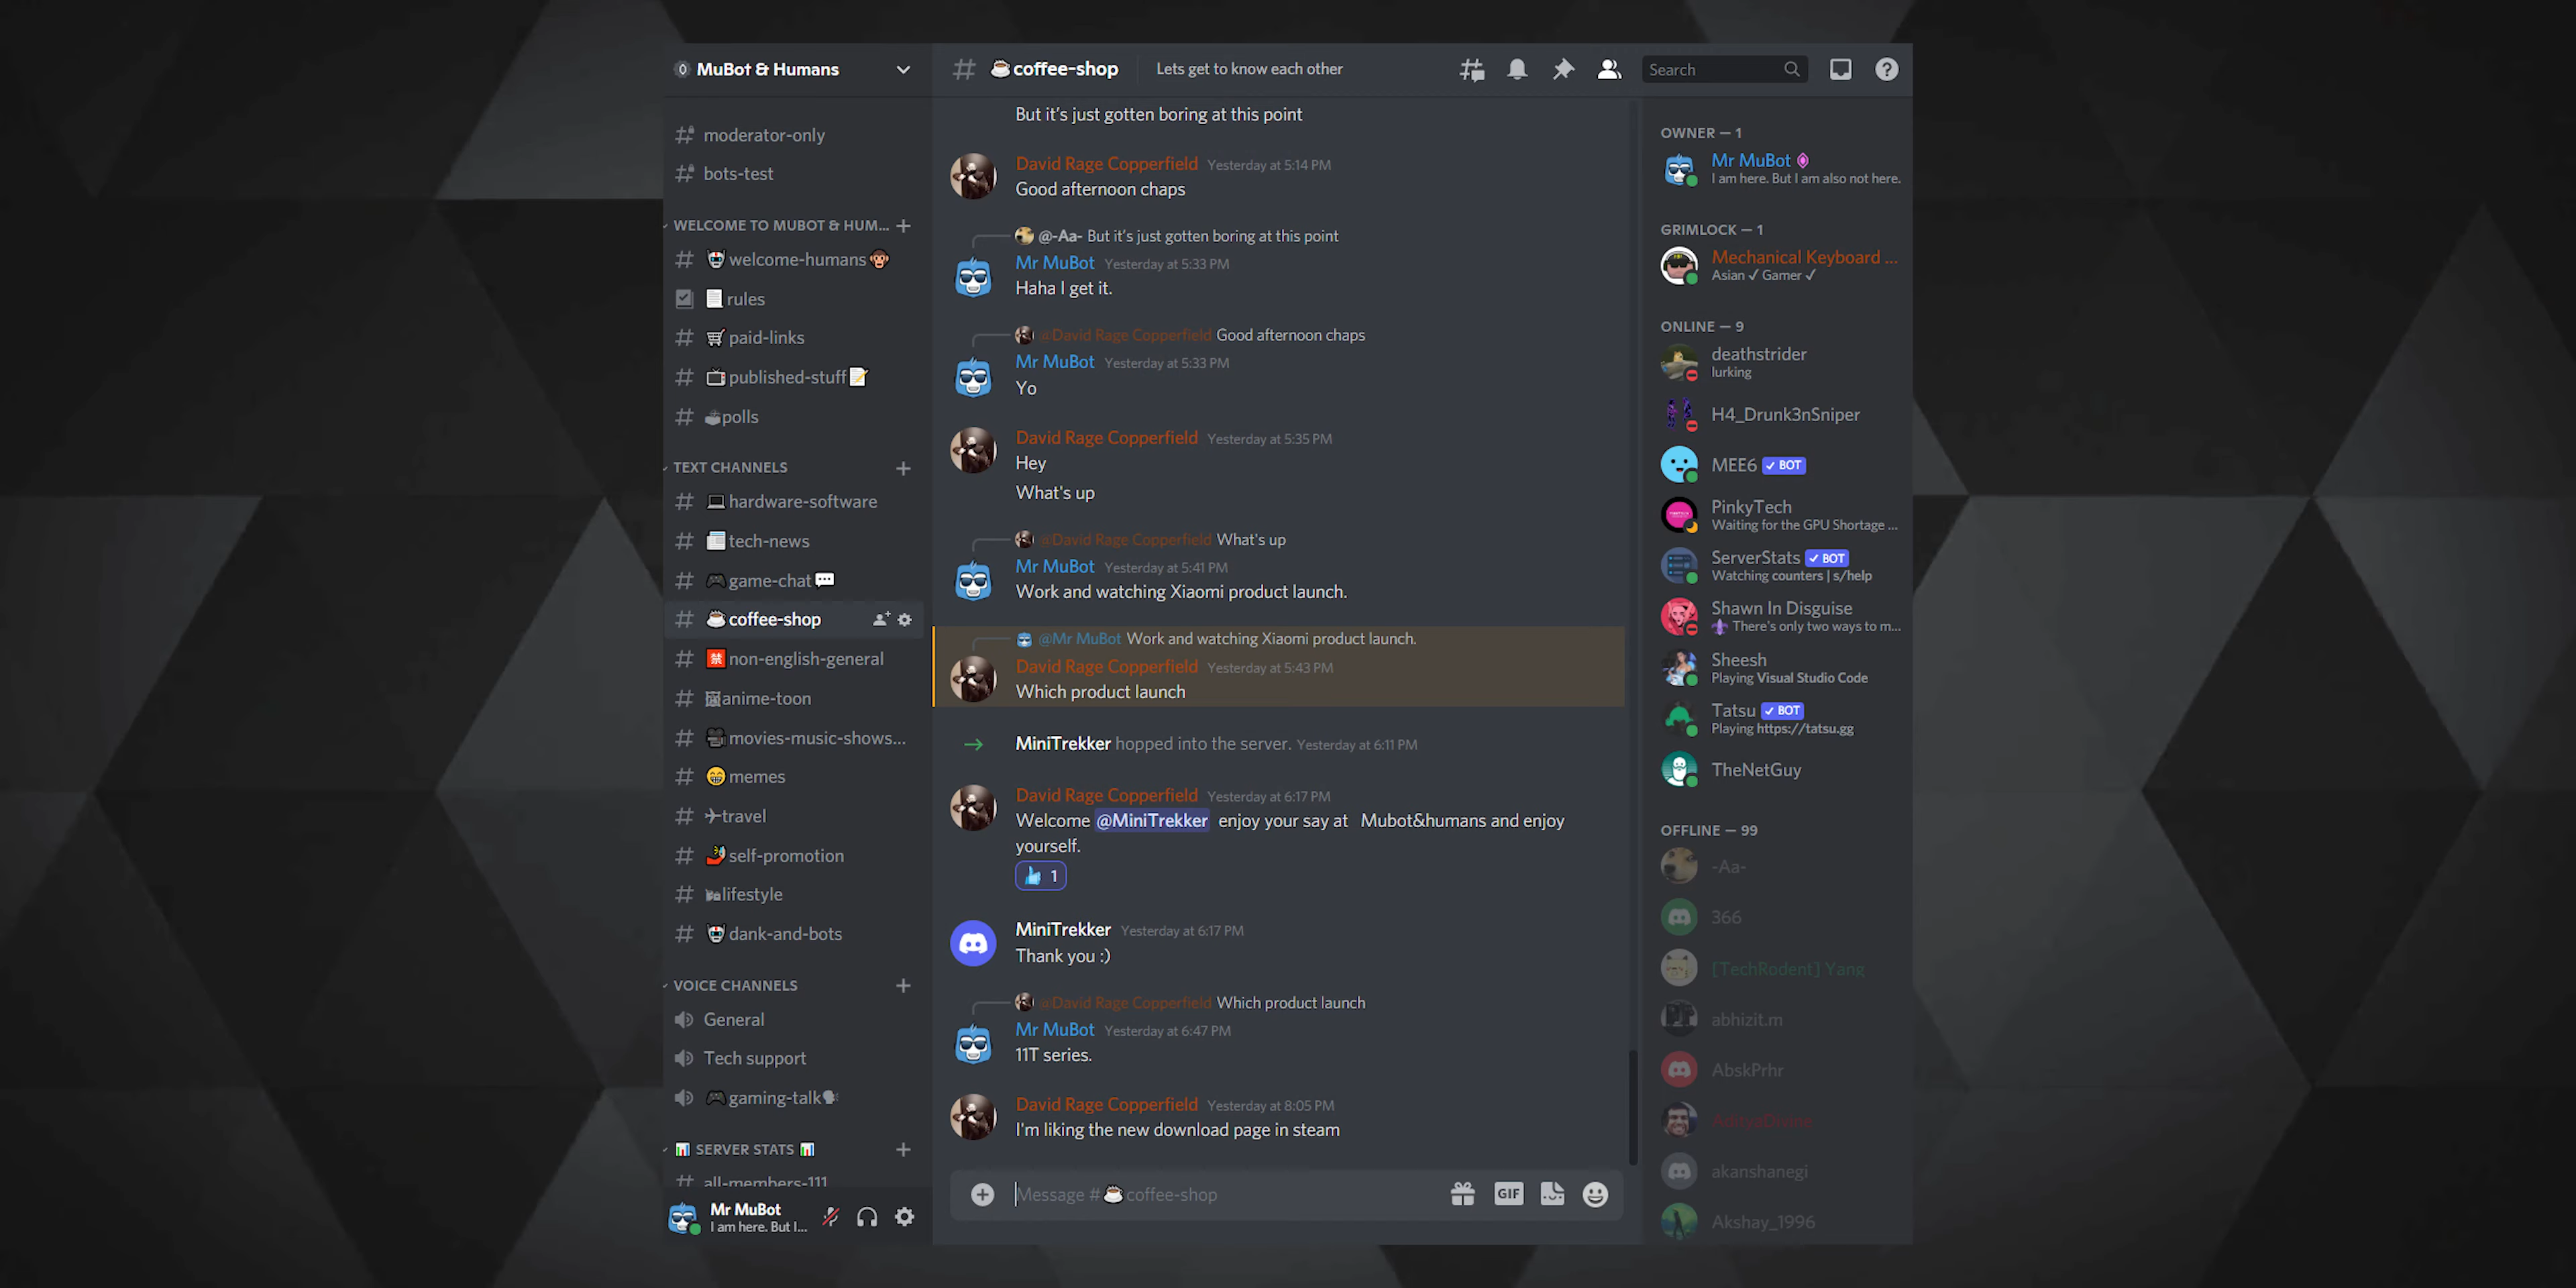 MuBot & Humans
moderator-only
bots-test
WELCOME TO MUBOT & HUM...
welcome-humans
rules
paid-links
published-stuff
polls
TEXT CHANNELS
hardware-software
tech-news
game-chat
coffee-shop
禁 non-english-general
anime-toon
movies-music-shows...
memes
travel
self-promotion
lifestyle
dank-and-bots
VOICE CHANNELS
General
Tech support
gaming-talk
SERVER STATS
all-members-111
Mr MuBot
I am here. But I...
coffee-shop
Lets get to know each other
Search
But it's just gotten boring at this point
David Rage Copperfield Yesterday at 5:14 PM
Good afternoon chaps
@-Aa- But it's just gotten boring at this point
Mr MuBot Yesterday at 5:33 PM
Haha I get it.
@David Rage Copperfield Good afternoon chaps
Mr MuBot Yesterday at 5:33 PM
Yo
David Rage Copperfield Yesterday at 5:35 PM
Hey
What's up
@David Rage Copperfield What's up
Mr MuBot Yesterday at 5:41 PM
Work and watching Xiaomi product launch.
@Mr MuBot Work and watching Xiaomi product launch.
David Rage Copperfield Yesterday at 5:43 PM
Which product launch
MiniTrekker hopped into the server. Yesterday at 6:11 PM
David Rage Copperfield Yesterday at 6:17 PM
Welcome @MiniTrekker enjoy your say at Mubot&humans and enjoy
yourself.
1
MiniTrekker Yesterday at 6:17 PM
Thank you :)
@David Rage Copperfield Which product launch
Mr MuBot Yesterday at 6:47 PM
11T series.
David Rage Copperfield Yesterday at 8:05 PM
I'm liking the new download page in steam
Message # coffee-shop
GIF
OWNER — 1
Mr MuBot
I am here. But I am also not here.
GRIMLOCK — 1
Mechanical Keyboard ...
Asian ✓ Gamer ✓
ONLINE — 9
deathstrider
lurking
H4_Drunk3nSniper
MEE6 ✓ BOT
PinkyTech
Waiting for the GPU Shortage ...
ServerStats ✓ BOT
Watching counters | s/help
Shawn In Disguise
There's only two ways to m...
Sheesh
Playing Visual Studio Code
Tatsu ✓ BOT
Playing https://tatsu.gg
TheNetGuy
OFFLINE — 99
-Aa-
366
[TechRodent] Yang
abhizit.m
AbskPrhr
akanshanegi
Akshay_1996